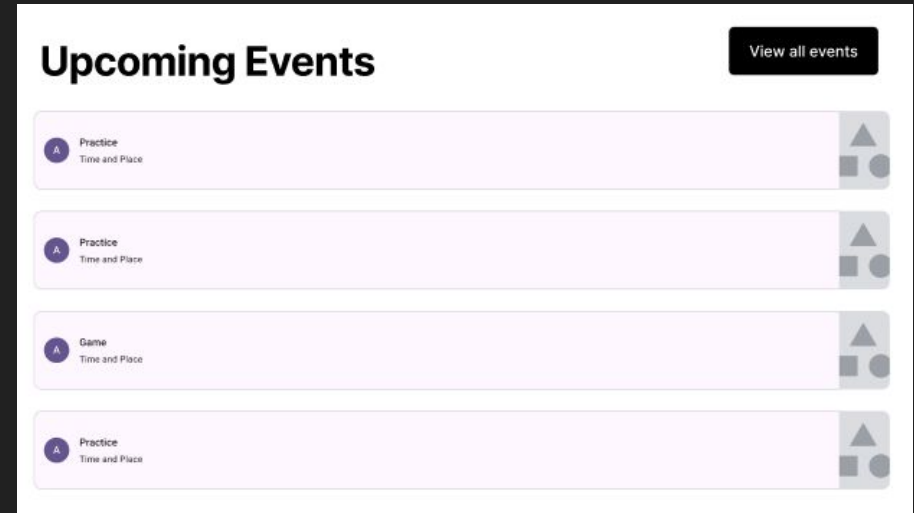 Upcoming Events
View all events
A
Practice
Time and Place
A
Practice
Time and Place
A
Game
Time and Place
A
Practice
Time and Place